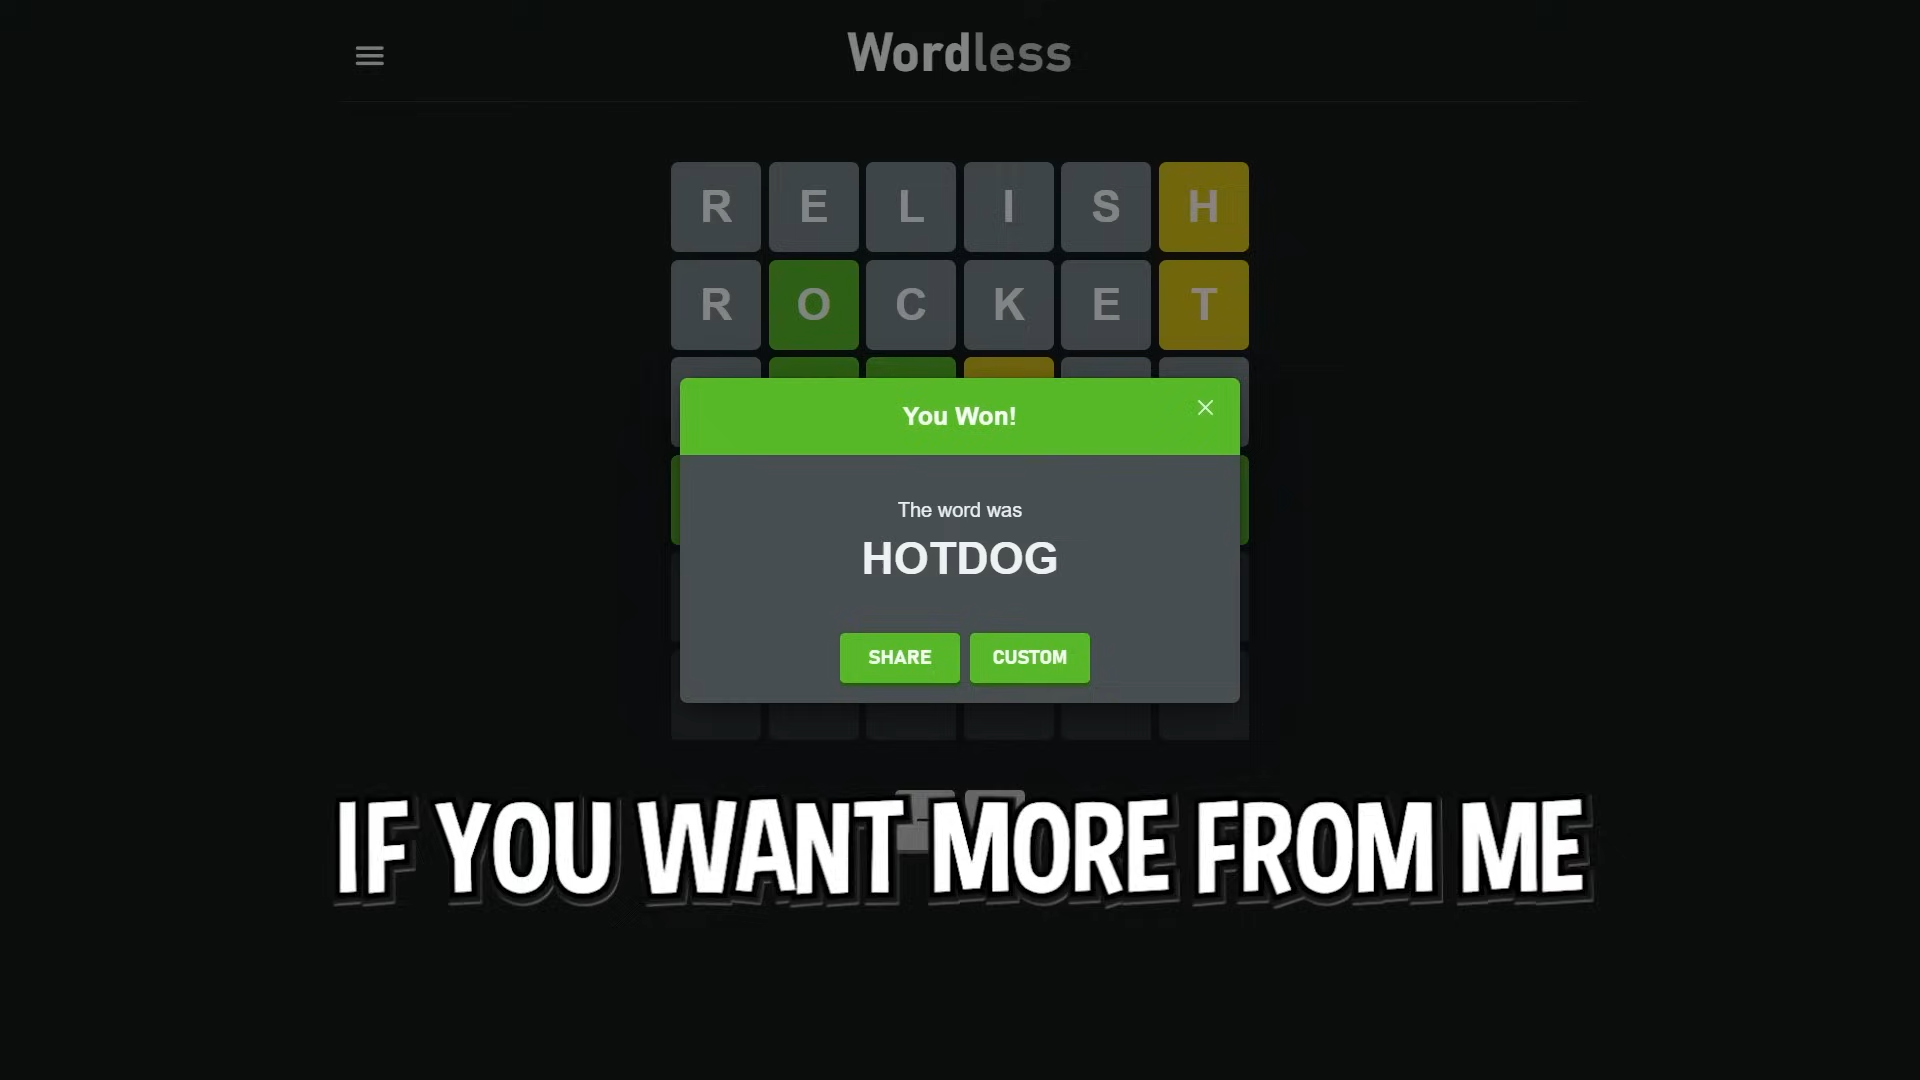 Wordless
R E L I S H
R O C K E T
You Won!
The word was
HOTDOG
SHARE CUSTOM
IF YOU WANT MORE FROM ME